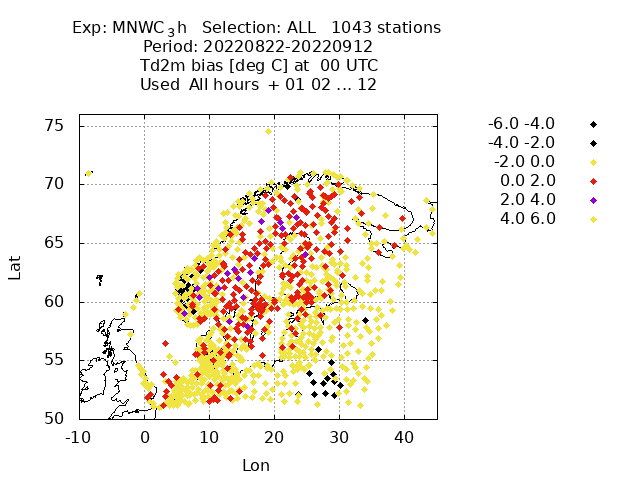 Exp: MNWC_3h   Selection: ALL   1043 stations
Period: 20220822-20220912
Td2m bias [deg C] at  00 UTC
Used  All hours  + 01 02 ... 12
-6.0 -4.0
-4.0 -2.0
-2.0 0.0
0.0 2.0
2.0 4.0
4.0 6.0
75
70
65
60
55
50
Lat
-10 0 10 20 30 40
Lon